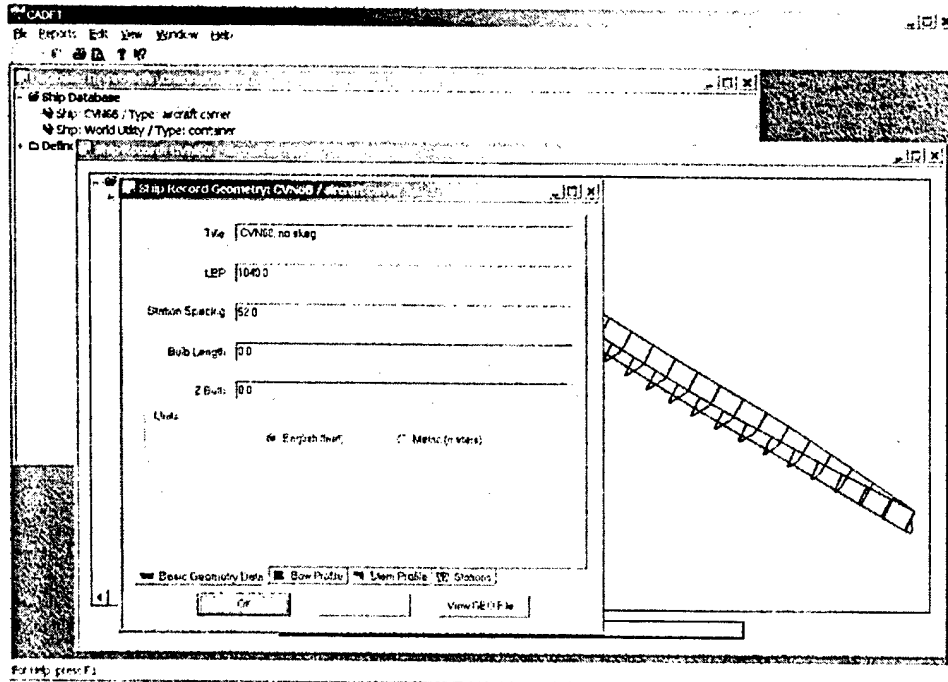 CADFT
File Reports Edit View Window Help
Ship Database
Ship: CVN68 / Type: aircraft carrier
Ship: World Utility / Type: container
Ship Record Geometry: CVN68 /
Title CVN68, no skeg
LBP 1040.0
Station Spacing 52.0
Bulb Length 0.0
Z Bulb 0.0
Units
English (feet) Metric (meters)
Basic Geometry Data Bow Profile Stern Profile Stations
OK View GEO File
For Help, press F1